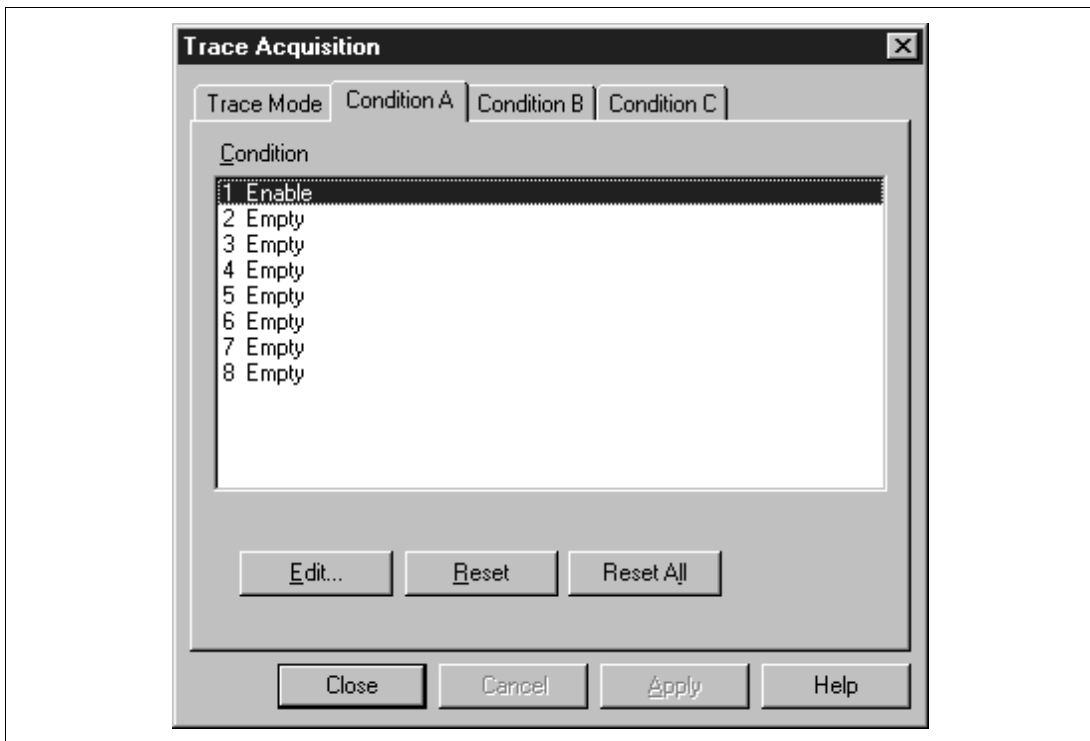 Trace Acquisition
Trace Mode Condition A Condition B Condition C
Condition
1 Enable
2 Empty
3 Empty
4 Empty
5 Empty
6 Empty
7 Empty
8 Empty
Edit... Reset Reset All
Close Cancel Apply Help